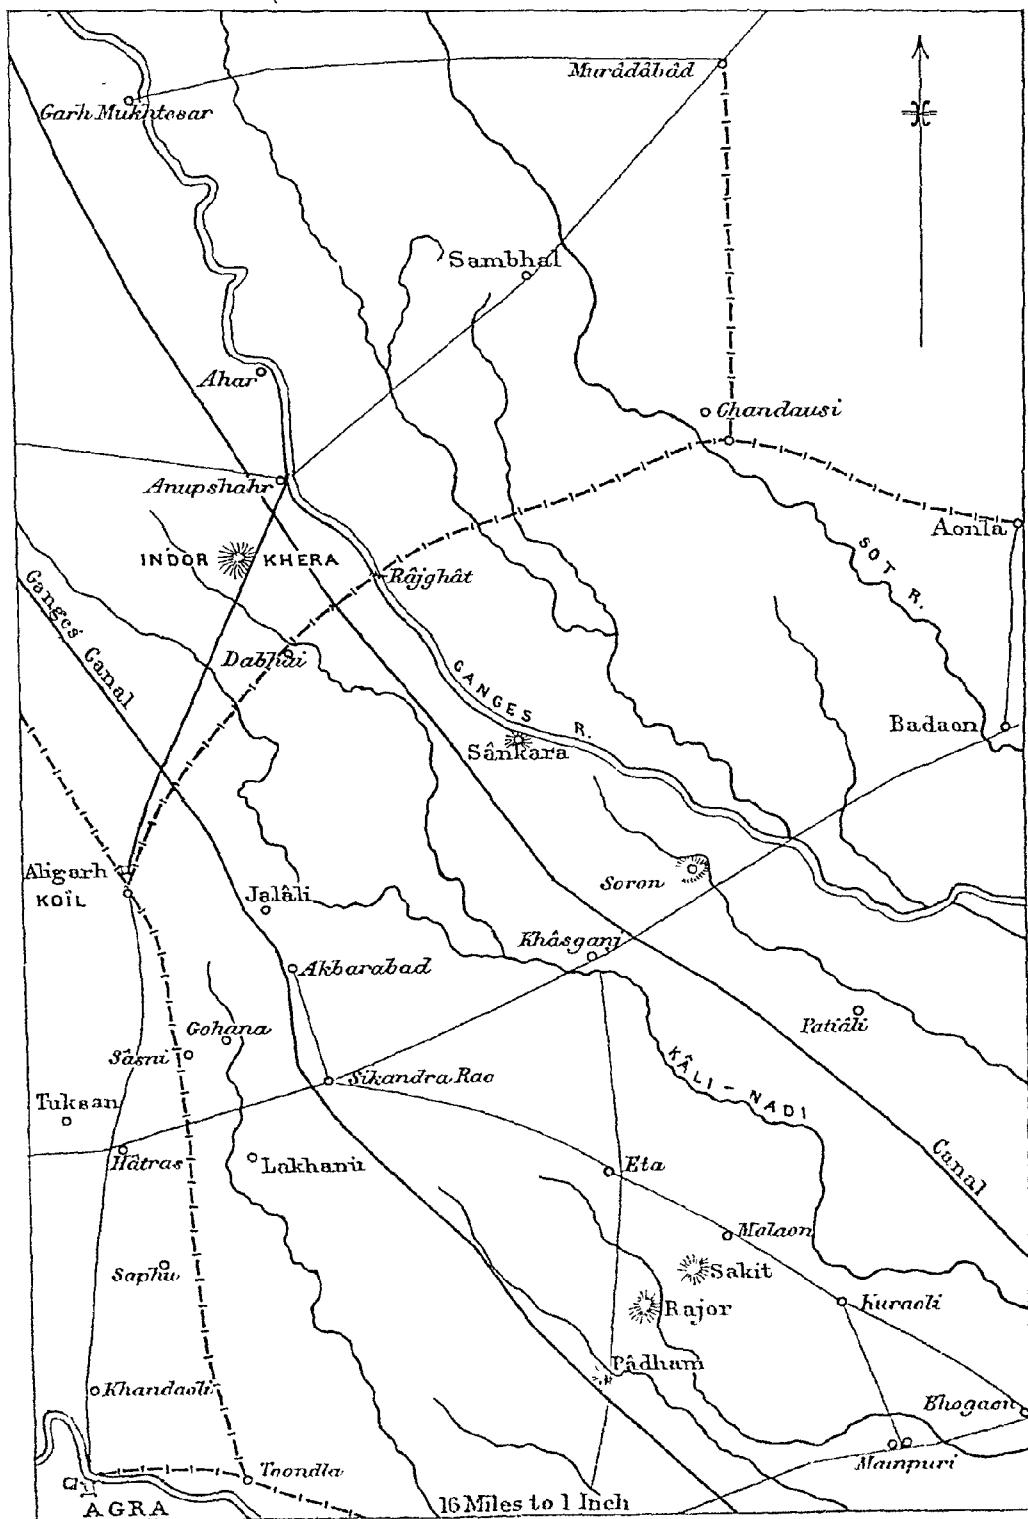 Murâdâbâd
Garh Mukhtesar
Sambhal
Ahar
Chandausi
Anupshahr
Aonla
INDOR KHERA
SOT R.
Râjghât
Ganges Canal
Dabhai
GANGES R.
Badaon
Sânkara
Aligarh
KOÎL
Soron
Jalâli
Khâsganj
Akbarabad
Patiâli
Gohana
Sâsni
KÂLI-NADI
Sikandra Rao
Tuksan
Canal
Hâtras
Lakhanü
Eta
Malaon
Saphu
Sakit
Rajor
Kuraoli
Pâdham
Khandaoli
Bhogaon
Mainpuri
Toondla
AGRA
16 Miles to 1 Inch